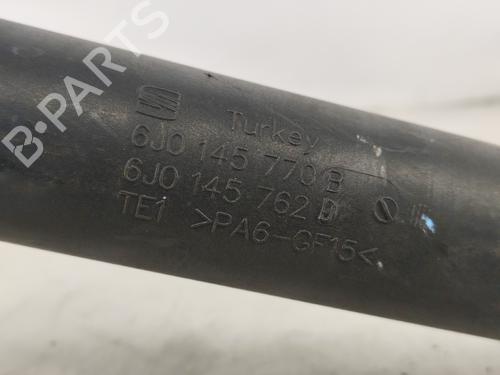 B-PARTS
Turkey
6J0 145 770 B
6J0 145 762 D
TE1 >PA6-GF15<